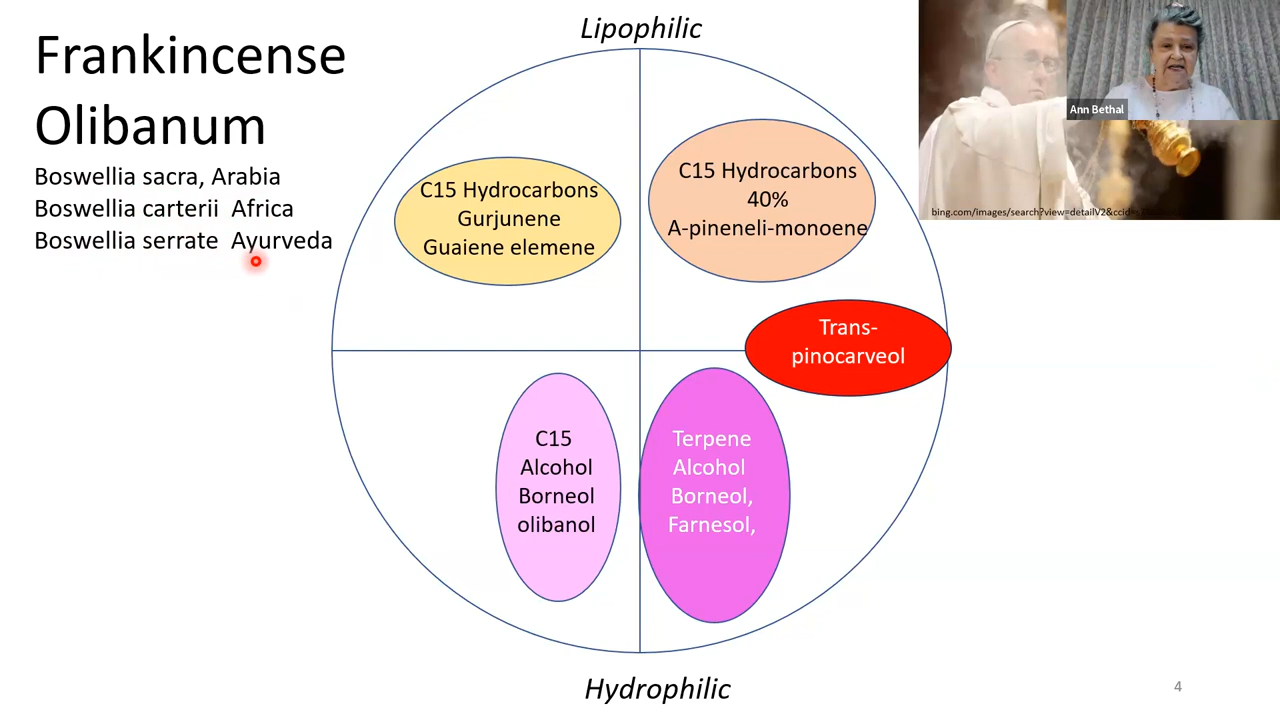 Lipophilic
Frankincense
Olibanum
Boswellia sacra, Arabia
Boswellia carterii Africa
Boswellia serrate Ayurveda
C15 Hydrocarbons
Gurjunene
Guaiene elemene
C15 Hydrocarbons
40%
A-pineneli-monoene
Trans-
pinocarveol
C15
Alcohol
Borneol
olibanol
Terpene
Alcohol
Borneol,
Farnesol,
Hydrophilic
Ann Bethal
bing.com/images/search?view=detailV2&ccid
4